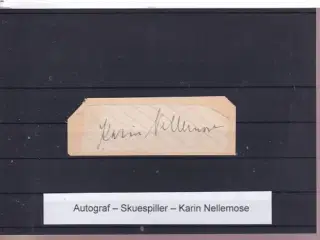 Karin Nellemose
Autograf – Skuespiller – Karin Nellemose